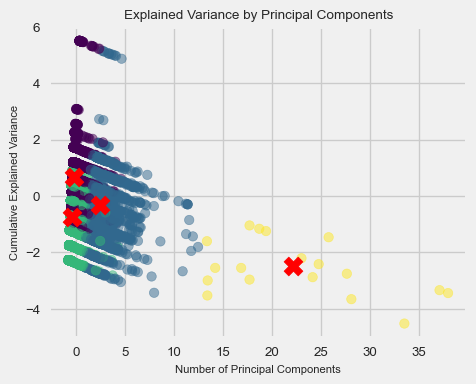 Explained Variance by Principal Components
Cumulative Explained Variance
6
4
2
0
−2
−4
0 5 10 15 20 25 30 35
Number of Principal Components